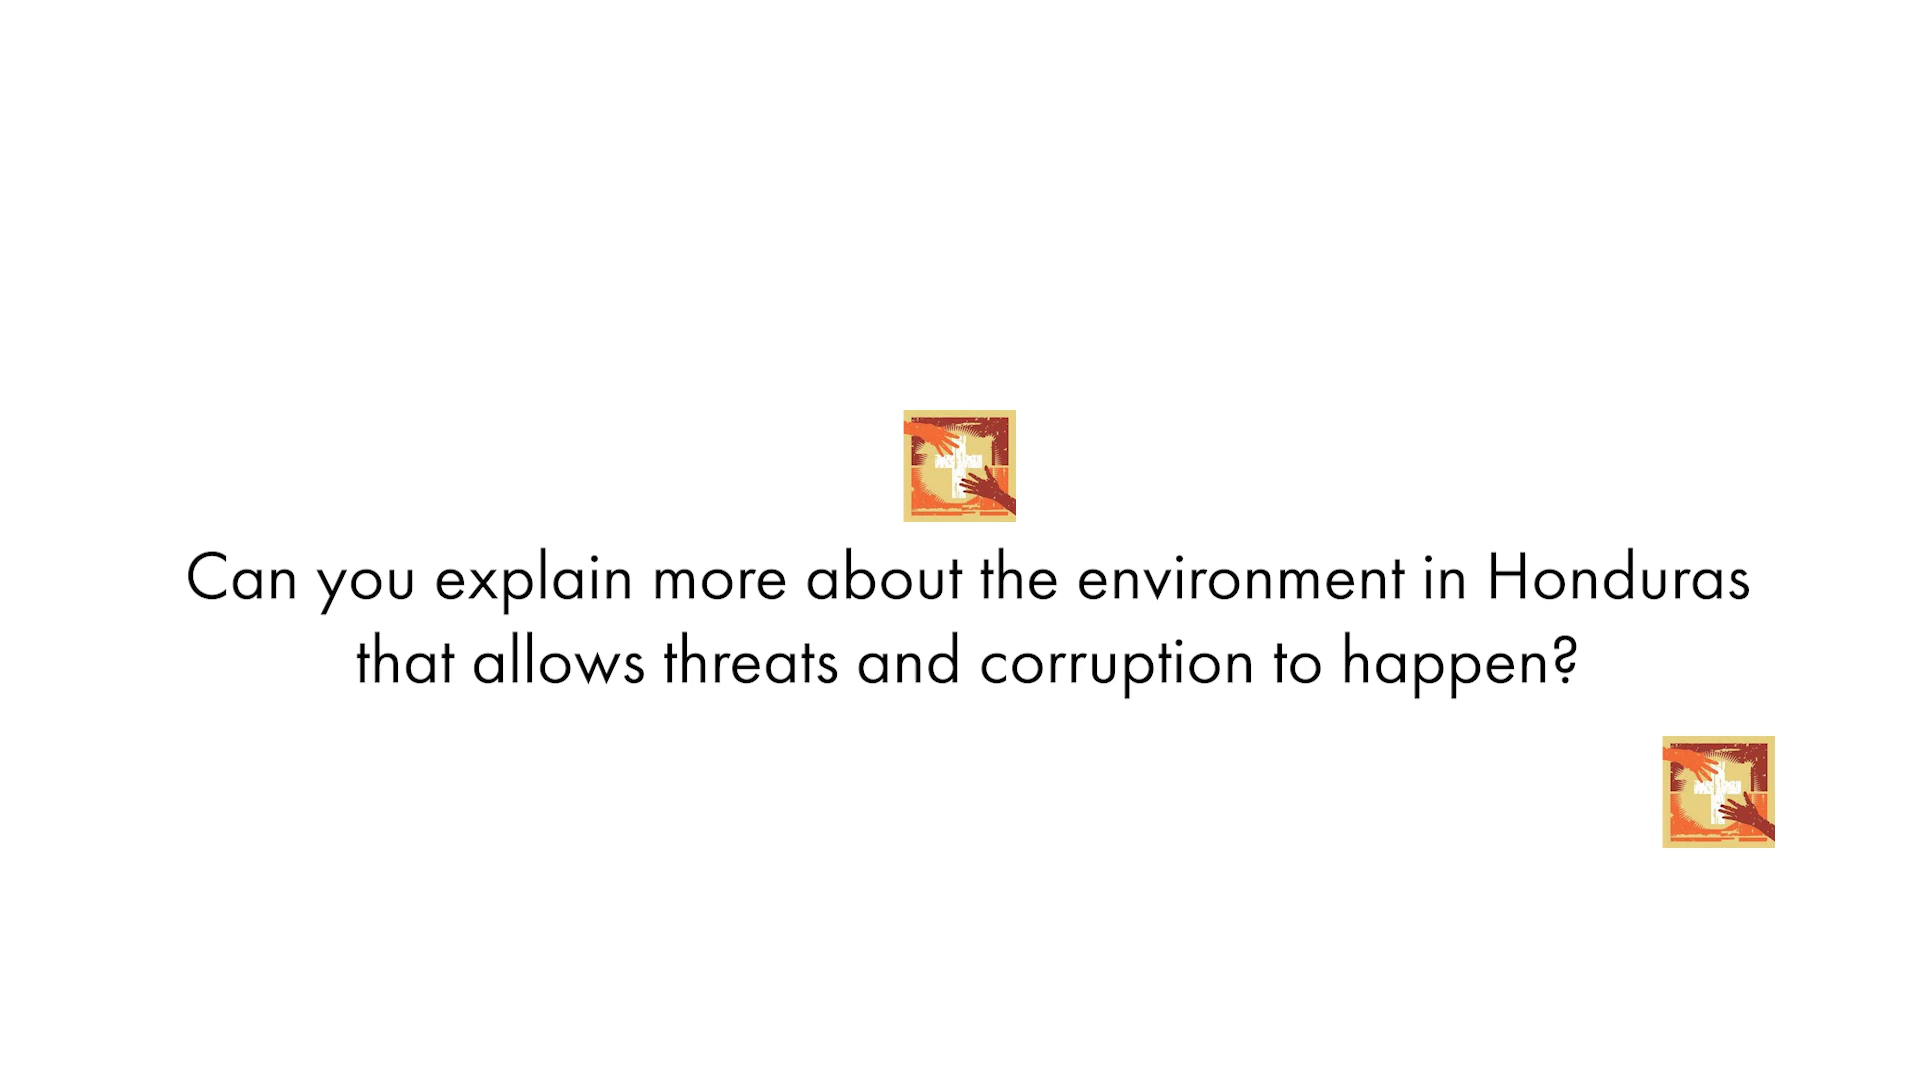 Can you explain more about the environment in Honduras
that allows threats and corruption to happen?